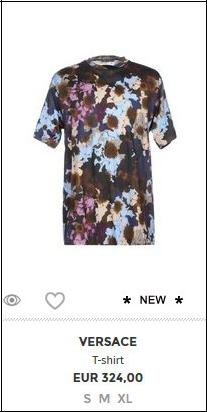 * NEW *
VERSACE
T-shirt
EUR 324,00
S M XL